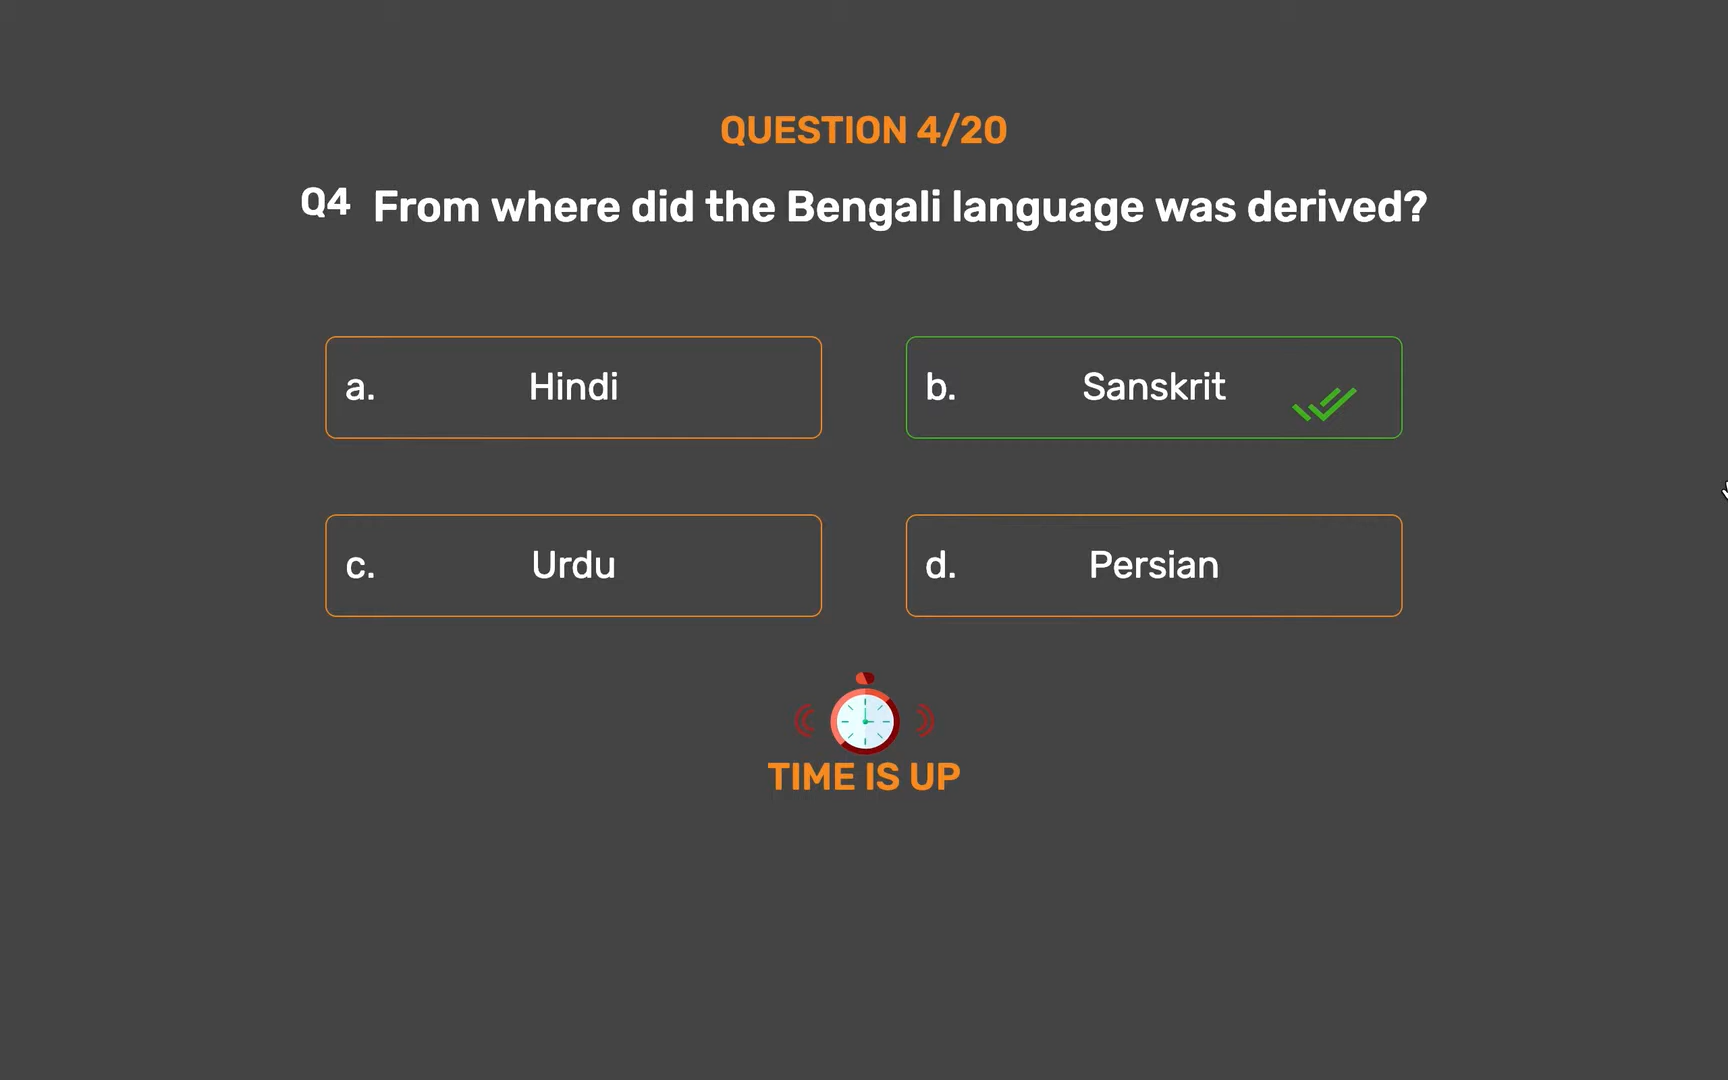 QUESTION 4/20
Q4 From where did the Bengali language was derived?
a. Hindi
b. Sanskrit
c. Urdu
d. Persian
TIME IS UP